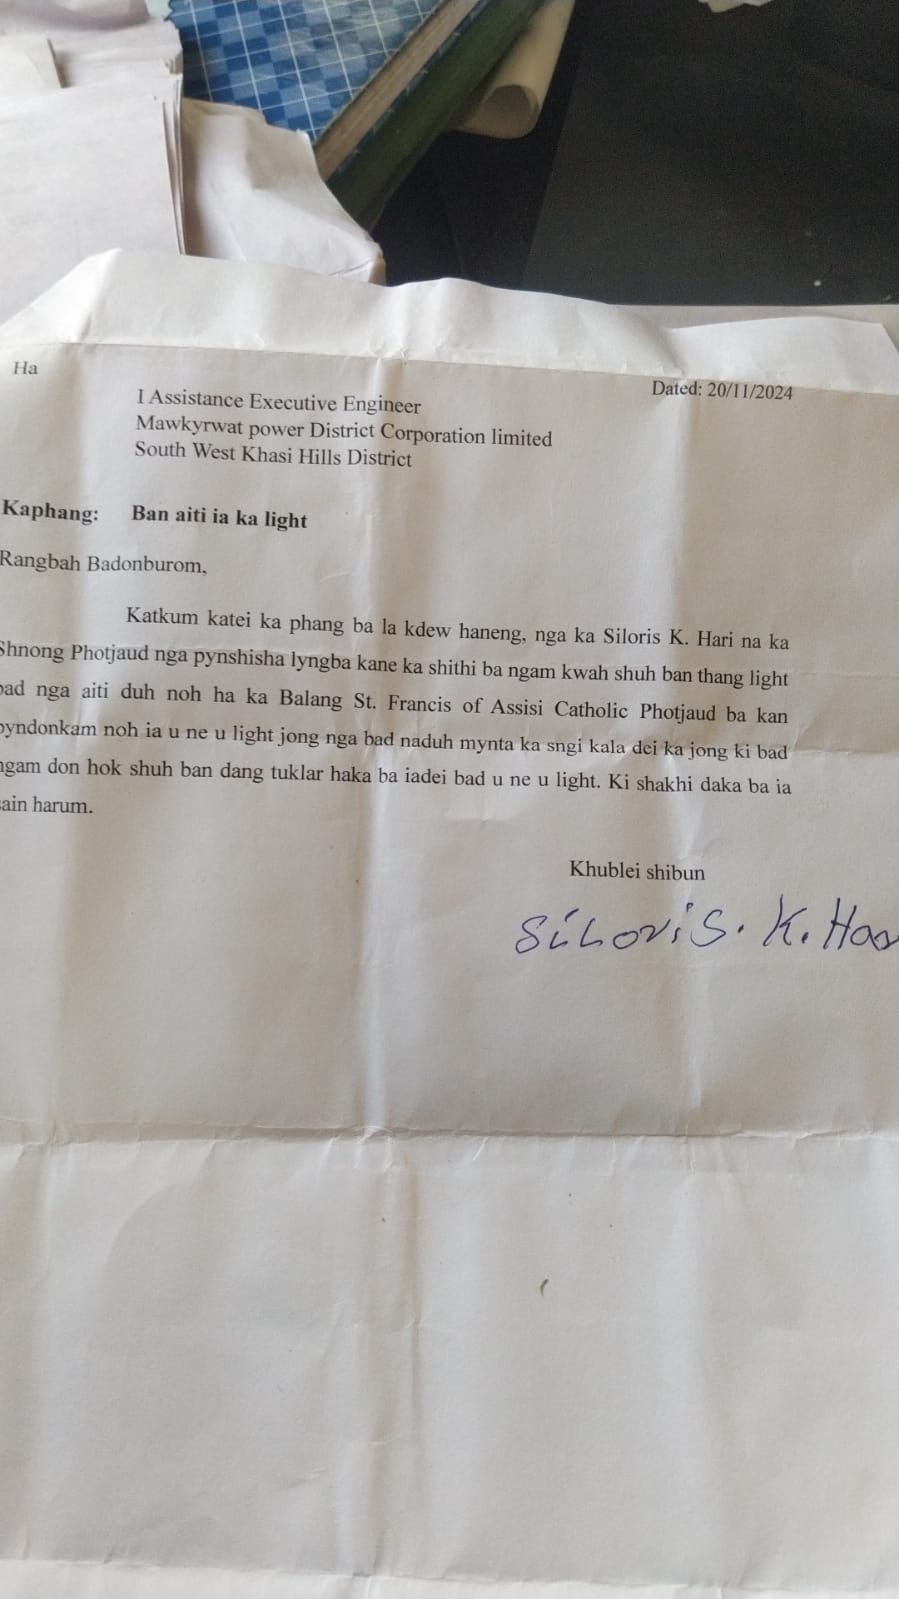 Ha
Dated: 20/11/2024
I Assistance Executive Engineer
Mawkyrwat power District Corporation limited
South West Khasi Hills District
Kaphang: Ban aiti ia ka light
Rangbah Badonburom,
Katkum katei ka phang ba la kdew haneng, nga ka Siloris K. Hari na ka
Shnong Photjaud nga pynshisha lyngba kane ka shithi ba ngam kwah shuh ban thang light
bad nga aiti duh noh ha ka Balang St. Francis of Assisi Catholic Photjaud ba kan
pyndonkam noh ia u ne u light jong nga bad naduh mynta ka sngi kala dei ka jong ki bad
ngam don hok shuh ban dang tuklar haka ba iadei bad u ne u light. Ki shakhi daka ba ia
sain harum.
Khublei shibun
Siloris. K. Har